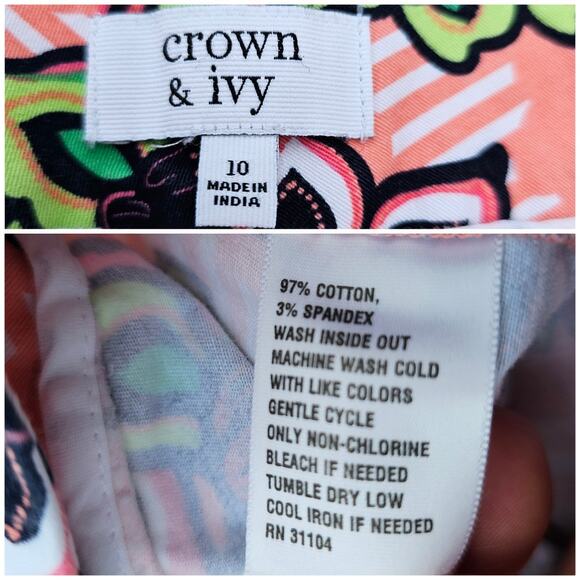 crown
& ivy
10
MADE IN
INDIA
97% COTTON,
3% SPANDEX
WASH INSIDE OUT
MACHINE WASH COLD
WITH LIKE COLORS
GENTLE CYCLE
ONLY NON-CHLORINE
BLEACH IF NEEDED
TUMBLE DRY LOW
COOL IRON IF NEEDED
RN 31104